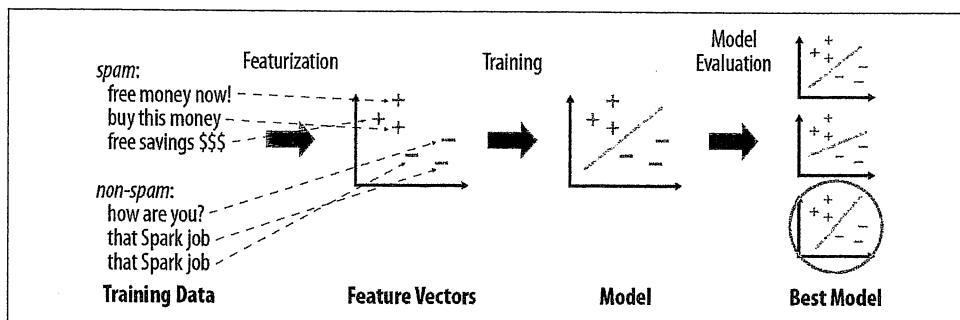 spam:
free money now!
buy this money
free savings $$$
non-spam:
how are you?
that Spark job
that Spark job
Training Data
Featurization
Feature Vectors
Training
Model
Model
Evaluation
Best Model